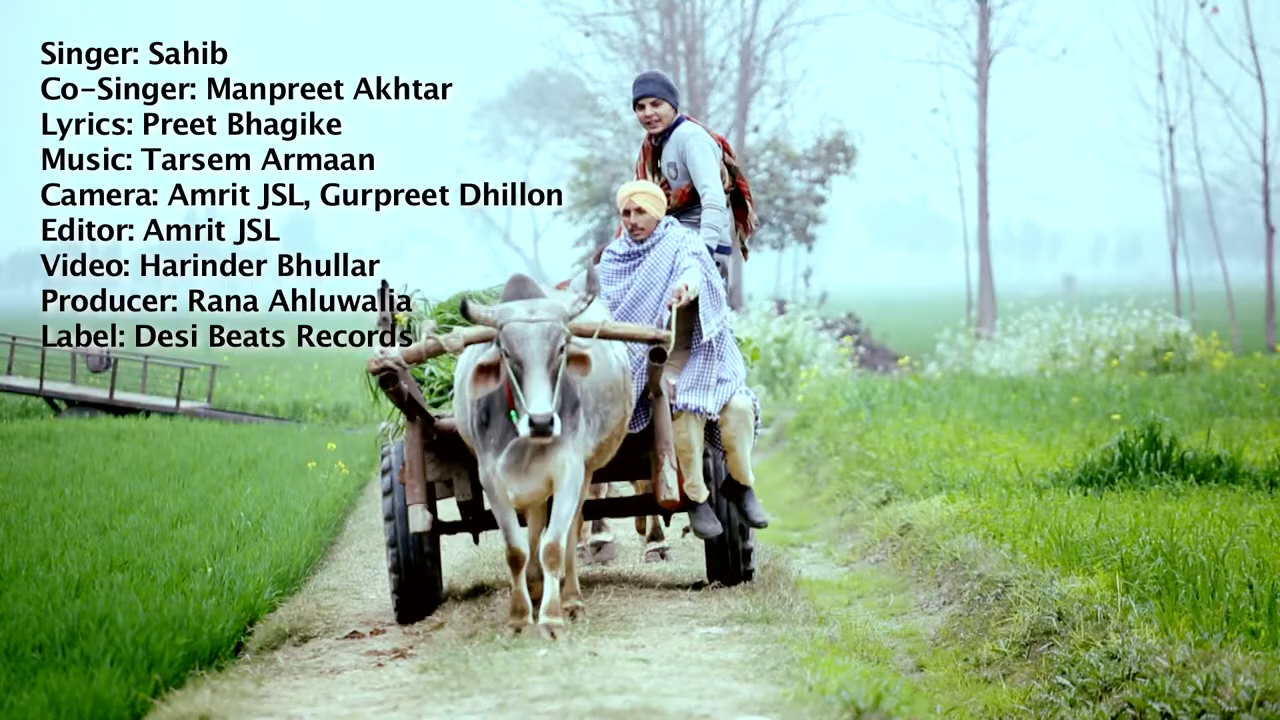 Singer: Sahib
Co-Singer: Manpreet Akhtar
Lyrics: Preet Bhagike
Music: Tarsem Armaan
Camera: Amrit JSL, Gurpreet Dhillon
Editor: Amrit JSL
Video: Harinder Bhullar
Producer: Rana Ahluwalia
Label: Desi Beats Records